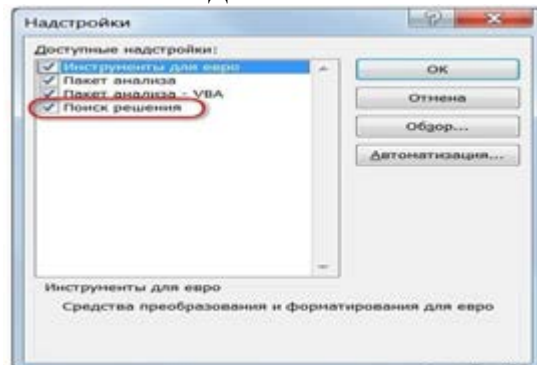 Надстройки
Доступные надстройки:
Инструменты для евро
Пакет анализа
Пакет анализа - VBA
Поиск решения
ОК
Отмена
Обзор...
Автоматизация...
Инструменты для евро
Средства преобразования и форматирования для евро